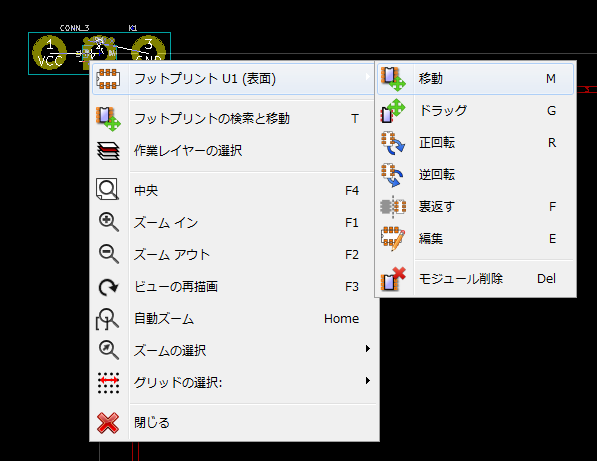 CONN_3
K1
1
VCC
3
GND
フットプリント U1 (表面)
フットプリントの検索と移動 T
作業レイヤーの選択
中央 F4
ズーム イン F1
ズーム アウト F2
ビューの再描画 F3
自動ズーム Home
ズームの選択
グリッドの選択:
閉じる
移動 M
ドラッグ G
正回転 R
逆回転
裏返す F
編集 E
モジュール削除 Del